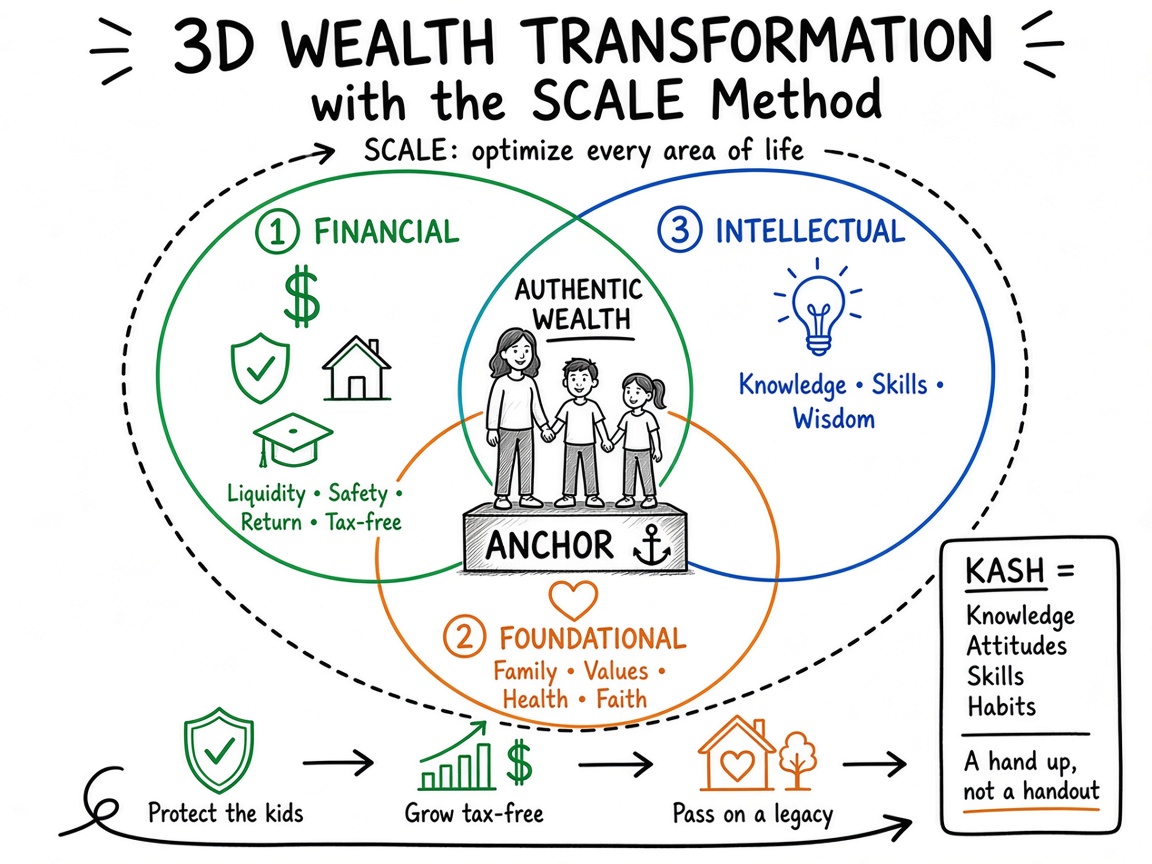 3D WEALTH TRANSFORMATION
with the SCALE Method
SCALE: optimize every area of life
1 FINANCIAL
$
Liquidity • Safety •
Return • Tax-free
3 INTELLECTUAL
Knowledge • Skills •
Wisdom
AUTHENTIC
WEALTH
ANCHOR
2 FOUNDATIONAL
Family • Values •
Health • Faith
KASH =
Knowledge
Attitudes
Skills
Habits
A hand up,
not a handout
Protect the kids
$
Grow tax-free
Pass on a legacy